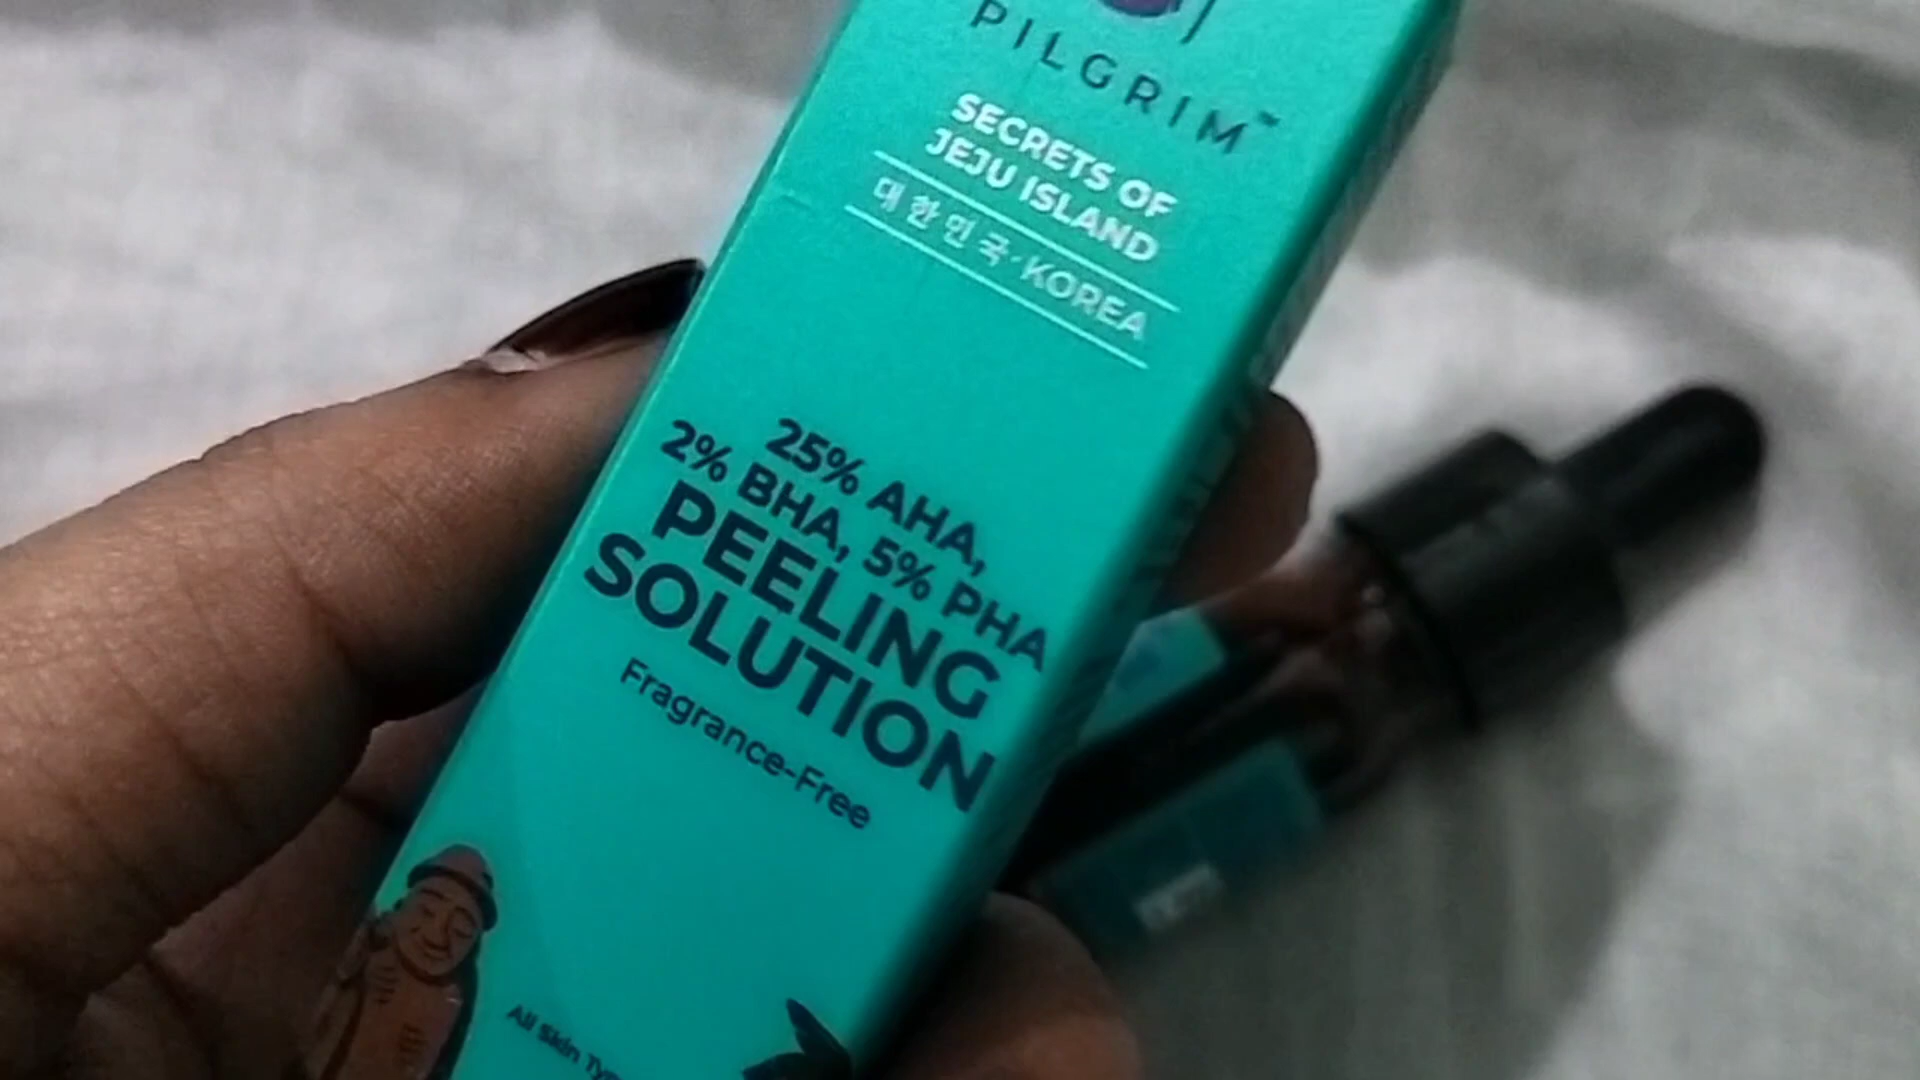 PILGRIM™
SECRETS OF
JEJU ISLAND
대한민국·KOREA
25% AHA,
2% BHA, 5% PHA
PEELING
SOLUTION
Fragrance-Free
All Skin